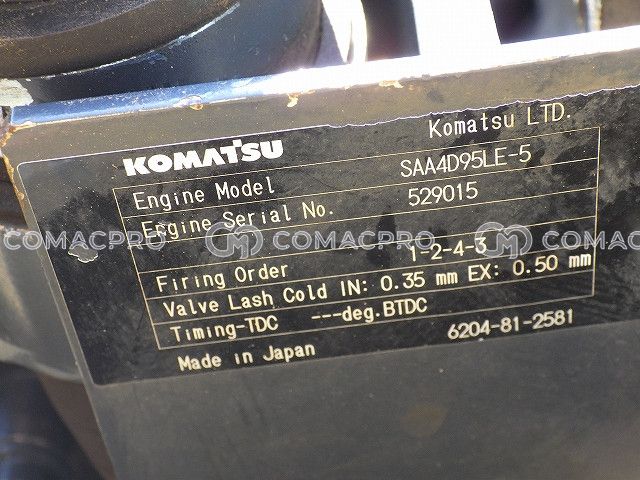 KOMATSU Komatsu LTD.
Engine Model SAA4D95LE-5
Engine Serial No. 529015
COMACPRO CM COMACPRO CM COMACPRO
Firing Order 1-2-4-3
Valve Lash Cold IN: 0.35 mm EX: 0.50 mm
Timing-TDC ---deg.BTDC
Made in Japan 6204-81-2581